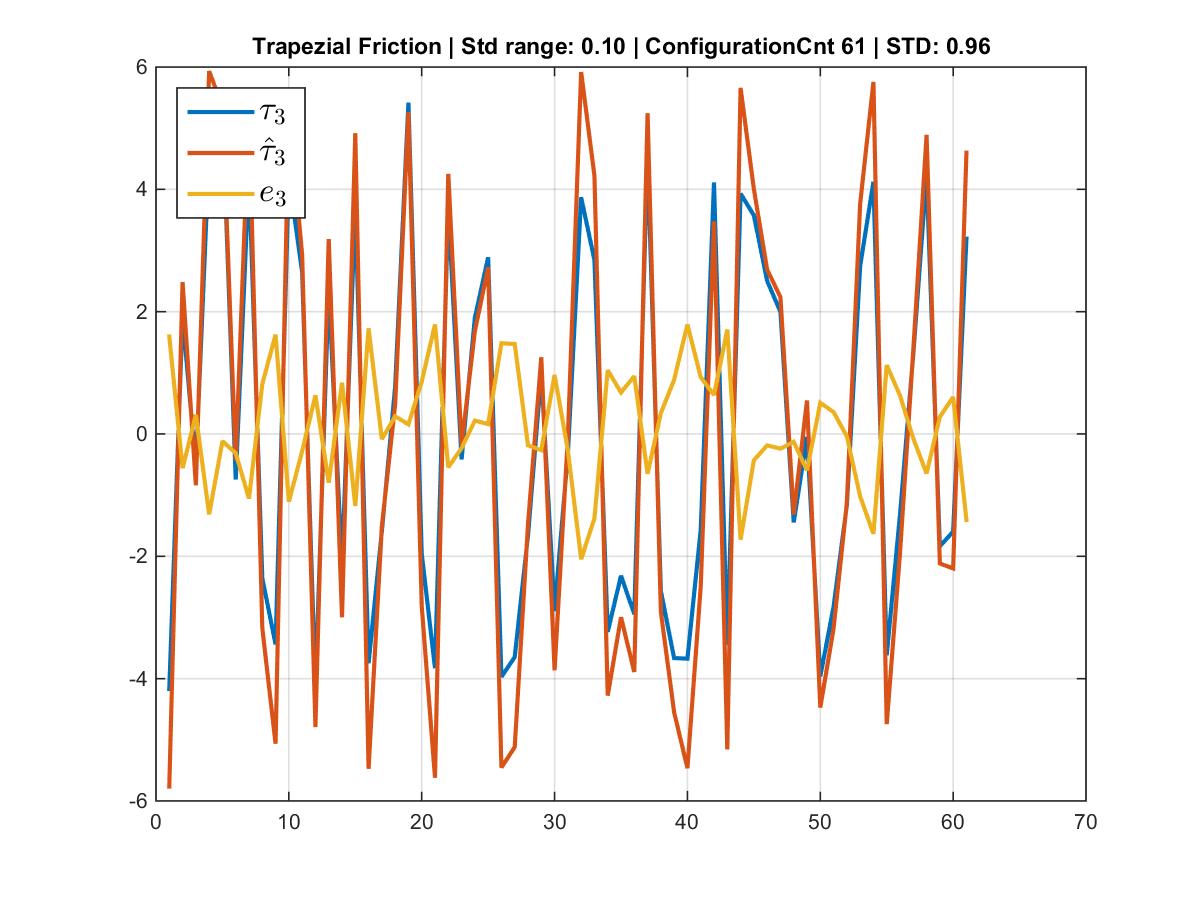 Trapezial Friction | Std range: 0.10 | ConfigurationCnt 61 | STD: 0.96
6
4
2
0
-2
-4
-6
τ₃
τ̂₃
e₃
0 10 20 30 40 50 60 70